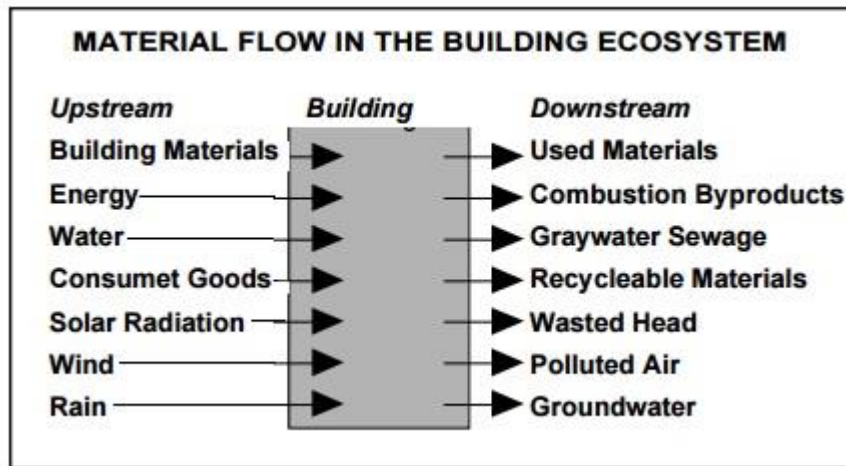 MATERIAL FLOW IN THE BUILDING ECOSYSTEM
Upstream Building Downstream
Building Materials Used Materials
Energy Combustion Byproducts
Water Graywater Sewage
Consumet Goods Recycleable Materials
Solar Radiation Wasted Head
Wind Polluted Air
Rain Groundwater